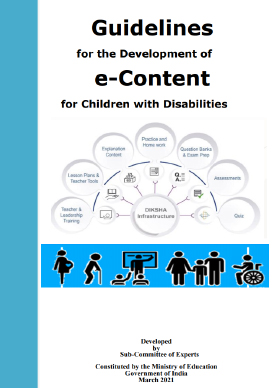 Guidelines
for the Development of
e-Content
for Children with Disabilities
Practice and
Home work
Explanation
Content
Question Banks
& Exam Prep
Lesson Plans &
Teacher Tools
Assessments
Q...
A...
Teacher &
Leadership
Training
DIKSHA
Infrastructure
Quiz
Developed
by
Sub-Committee of Experts
Constituted by the Ministry of Education
Government of India
March 2021